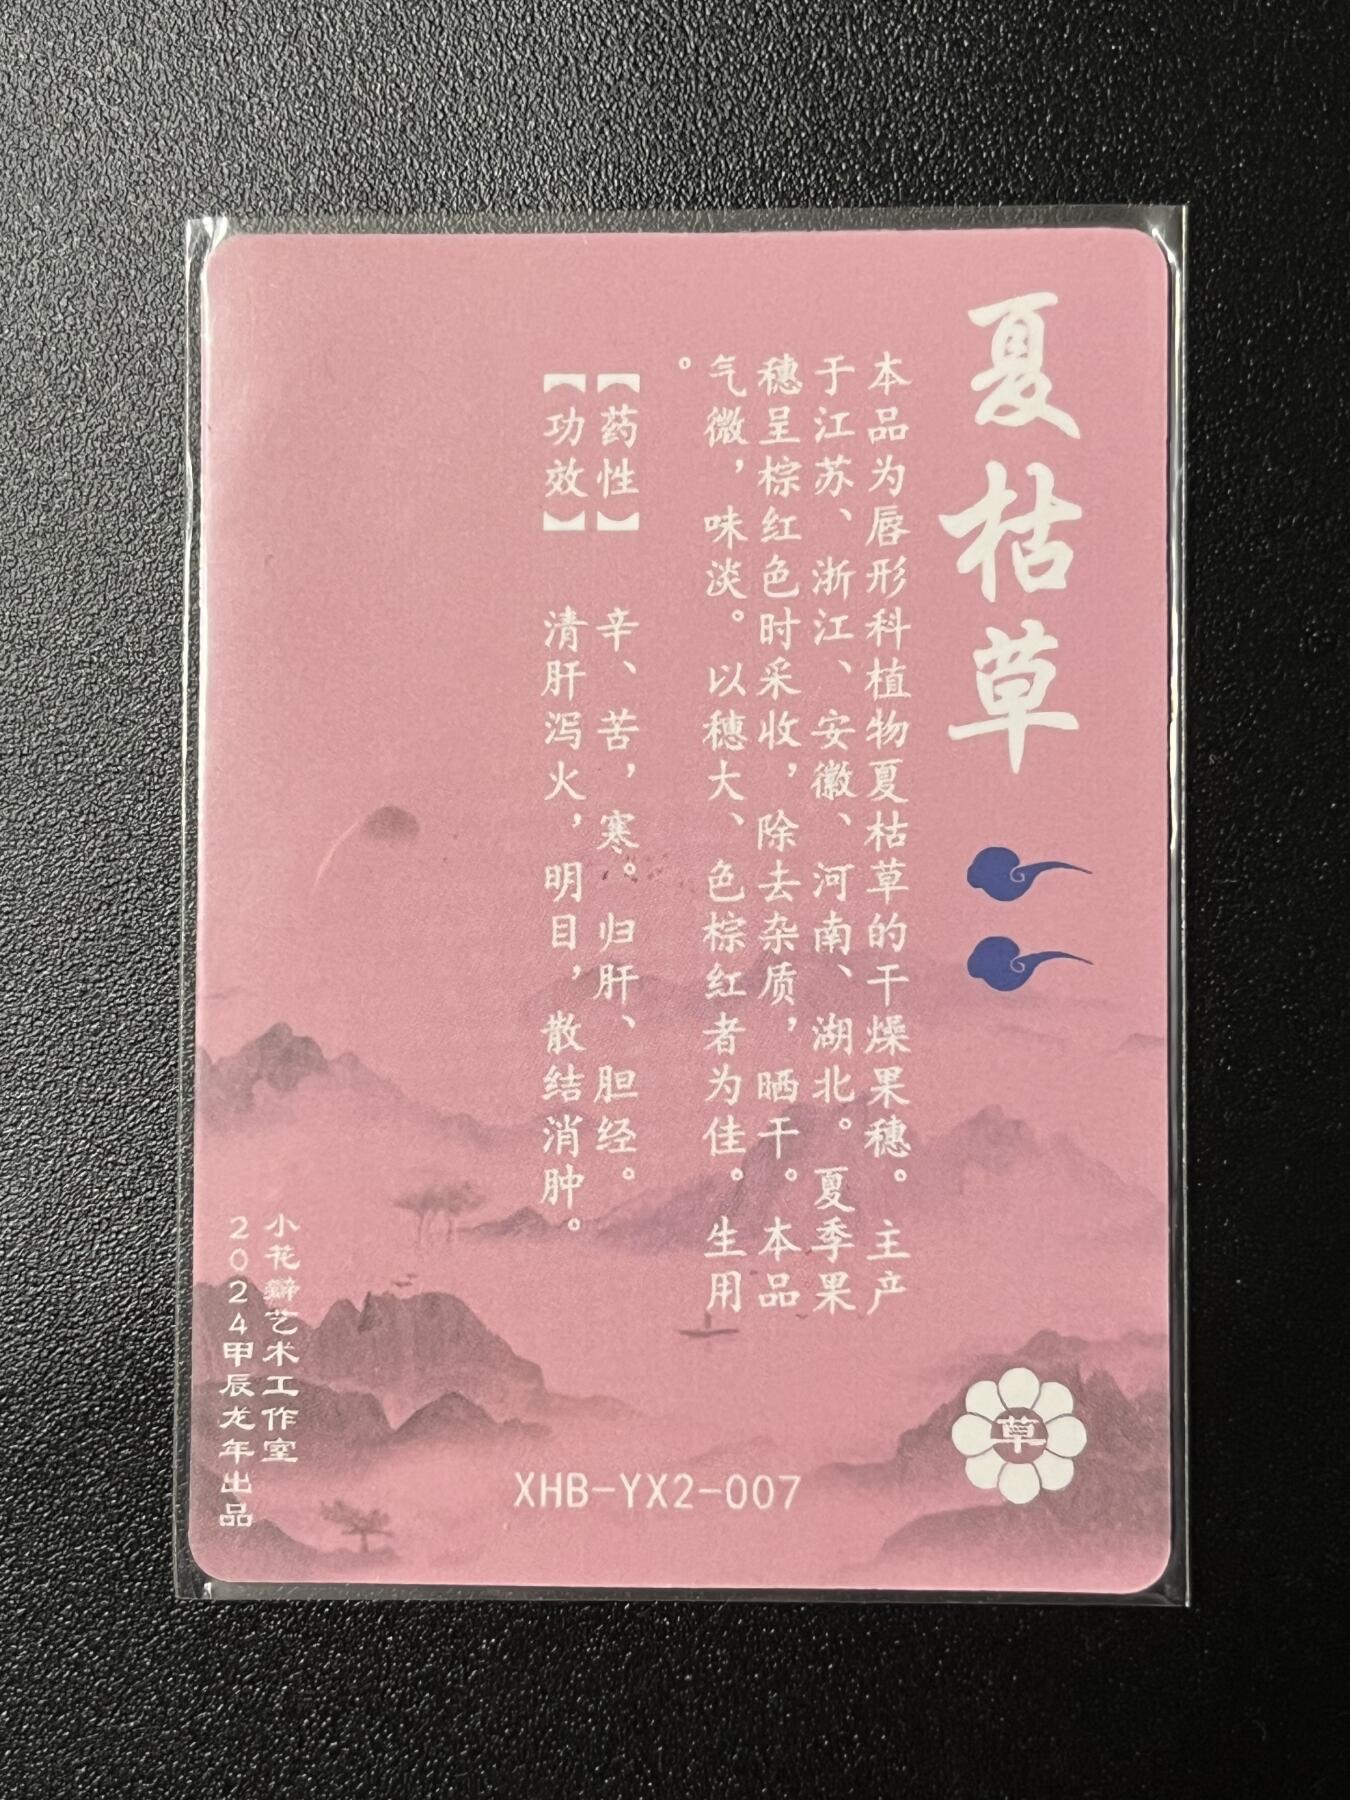 夏枯草
本品为唇形科植物夏枯草的干燥果穗。主产
于江苏、浙江、安徽、河南、湖北。夏季果
穗呈棕红色时采收，除去杂质，晒干。本品
气微，味淡。以穗大、色棕红者为佳。生用
。
【药性】 辛、苦，寒。归肝、胆经。
【功效】 清肝泻火，明目，散结消肿。
草
小花辦艺术工作室
2024甲辰龙年出品
XHB-YX2-007